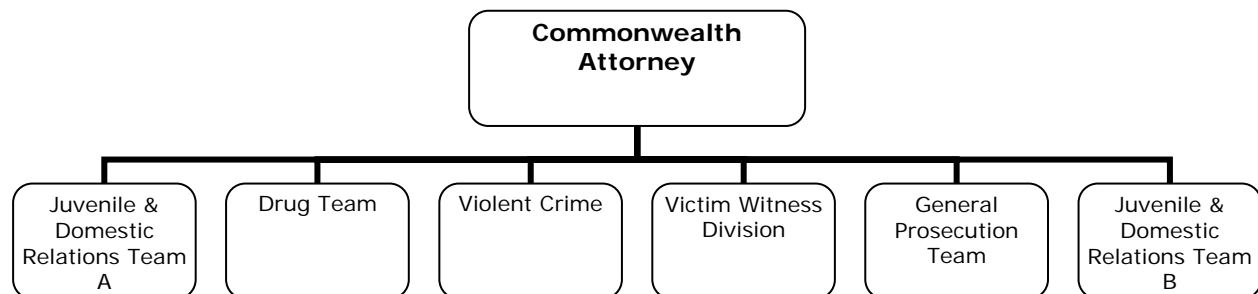 Commonwealth
Attorney
Juvenile &
Domestic
Relations Team
A
Drug Team
Violent Crime
Victim Witness
Division
General
Prosecution
Team
Juvenile &
Domestic
Relations Team
B